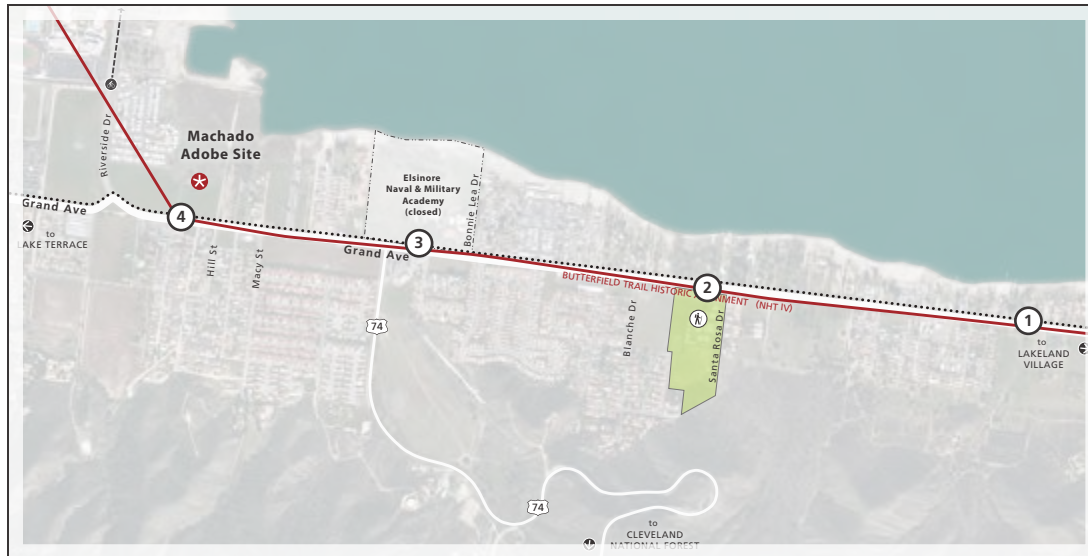 Riverside Dr
Machado
Adobe Site
Grand Ave
to
LAKE TERRACE
4
Hill St
Macy St
Elsinore
Naval & Military
Academy
(closed)
Bonnie Lea Dr
3
Grand Ave
74
BUTTERFIELD TRAIL HISTORIC ALIGNMENT (NHT IV)
2
Blanche Dr
Santa Rosa Dr
1
to
LAKELAND
VILLAGE
74
to
CLEVELAND
NATIONAL FOREST